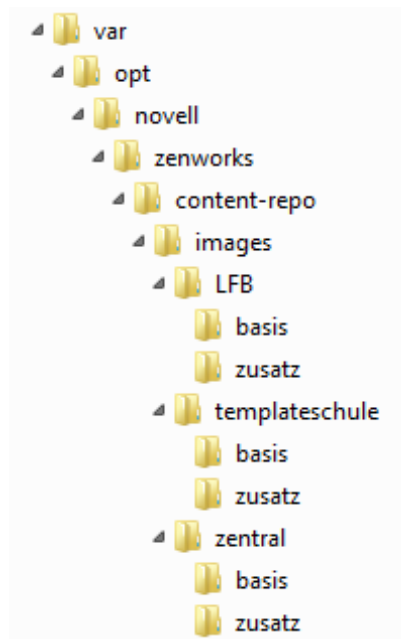 var
opt
novell
zenworks
content-repo
images
LFB
basis
zusatz
templateschule
basis
zusatz
zentral
basis
zusatz